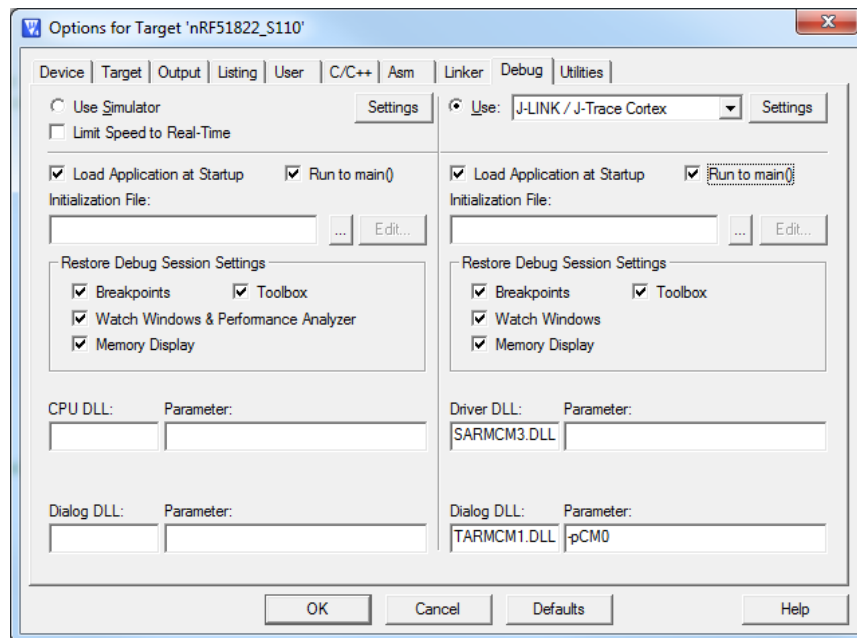 Options for Target 'nRF51822_S110'
Device Target Output Listing User C/C++ Asm Linker Debug Utilities
Use Simulator Settings
Limit Speed to Real-Time
Use: J-LINK / J-Trace Cortex Settings
Load Application at Startup Run to main()
Initialization File:
... Edit...
Load Application at Startup Run to main()
Initialization File:
... Edit...
Restore Debug Session Settings
Breakpoints Toolbox
Watch Windows & Performance Analyzer
Memory Display
Restore Debug Session Settings
Breakpoints Toolbox
Watch Windows
Memory Display
CPU DLL: Parameter:
Driver DLL: Parameter:
SARMCM3.DLL
Dialog DLL: Parameter:
Dialog DLL: Parameter:
TARMCM1.DLL -pCM0
OK Cancel Defaults Help